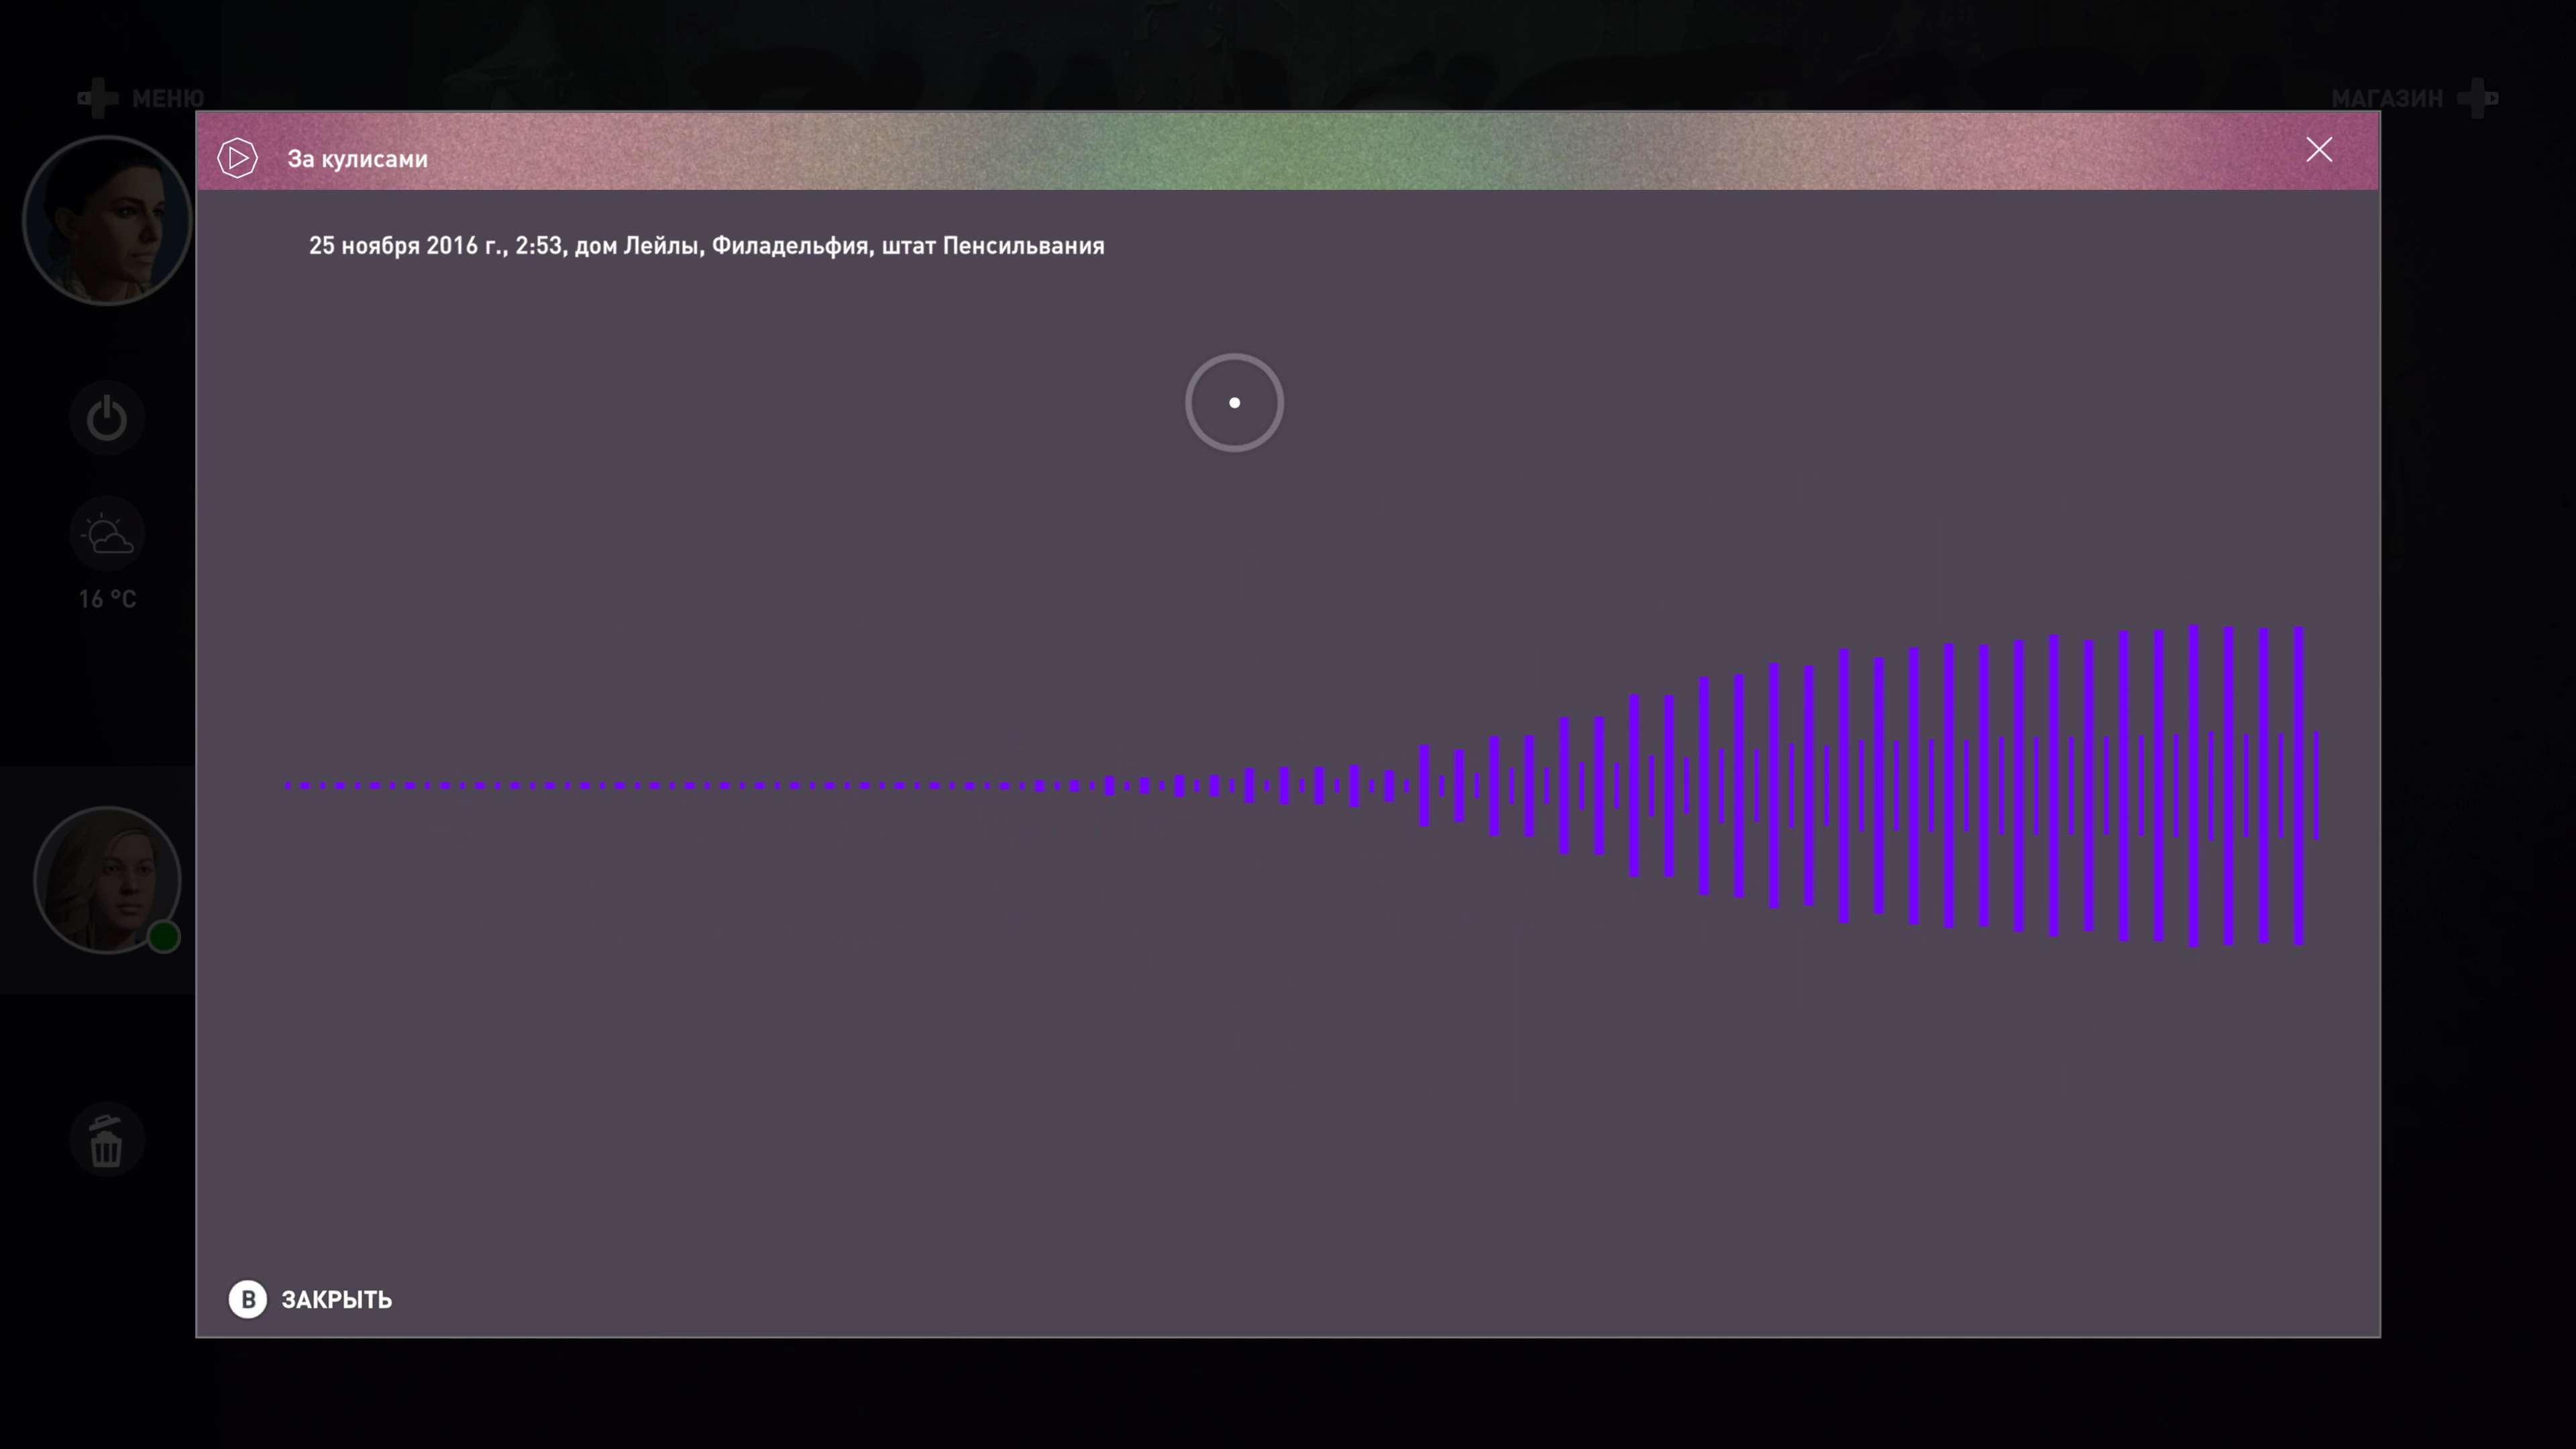 МЕНЮ
МАГАЗИН
За кулисами
25 ноября 2016 г., 2:53, дом Лейлы, Филадельфия, штат Пенсильвания
16 °C
B ЗАКРЫТЬ